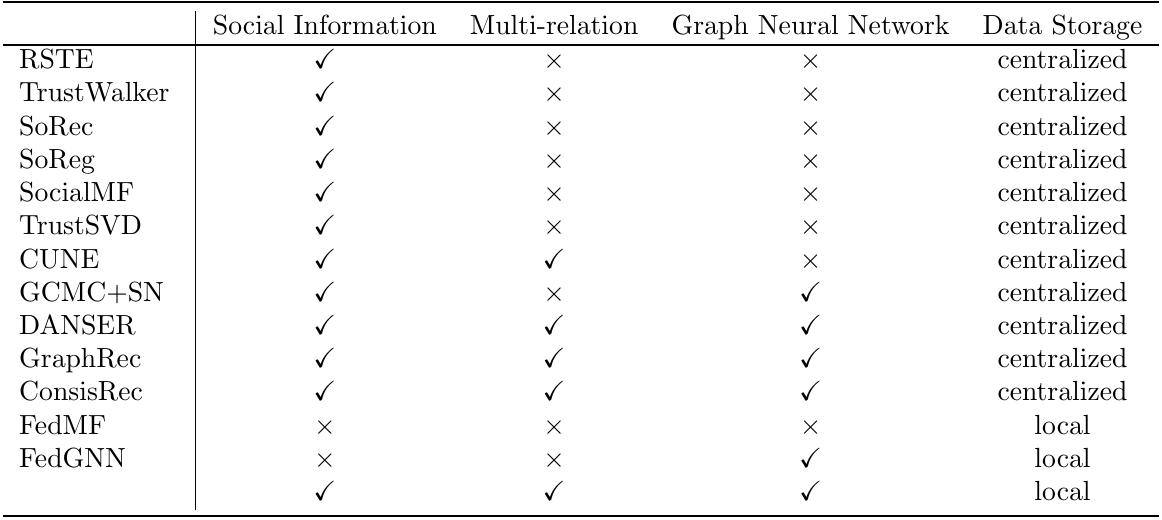 Social Information Multi-relation Graph Neural Network Data Storage
RSTE ✓ × × centralized
TrustWalker ✓ × × centralized
SoRec ✓ × × centralized
SoReg ✓ × × centralized
SocialMF ✓ × × centralized
TrustSVD ✓ × × centralized
CUNE ✓ ✓ × centralized
GCMC+SN ✓ × ✓ centralized
DANSER ✓ ✓ ✓ centralized
GraphRec ✓ ✓ ✓ centralized
ConsisRec ✓ ✓ ✓ centralized
FedMF × × × local
FedGNN × × ✓ local
✓ ✓ ✓ local